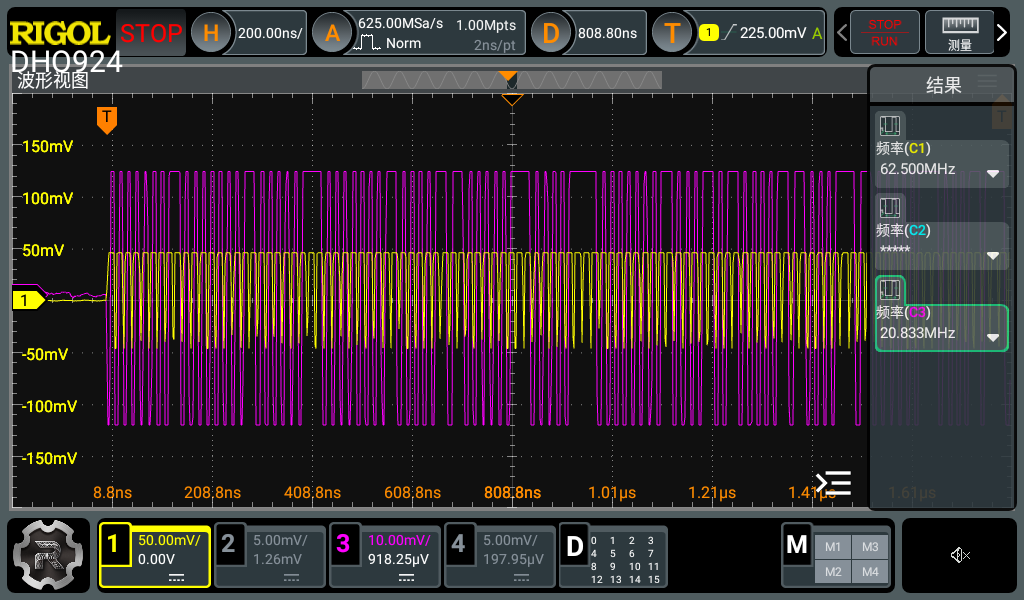 RIGOL STOP H 200.00ns/ A 625.00MSa/s 1.00Mpts D 808.80ns T 1 225.00mV A STOP
Norm 2ns/pt RUN 测量
DHO924
波形视图 结果
T T
150mV
频率(C1)
62.500MHz
100mV
频率(C2)
50mV *****
1
频率(C3)
20.833MHz
-50mV
-100mV
-150mV
8.8ns 208.8ns 408.8ns 608.8ns 808.8ns 1.01μs 1.21μs 1.41μs 1.61μs
1 50.00mV/ 2 5.00mV/ 3 10.00mV/ 4 5.00mV/ D 0 1 2 3 M M1 M3
0.00V 1.26mV 918.25μV 197.95μV 4 5 6 7 M2 M4
8 9 10 11
12 13 14 15